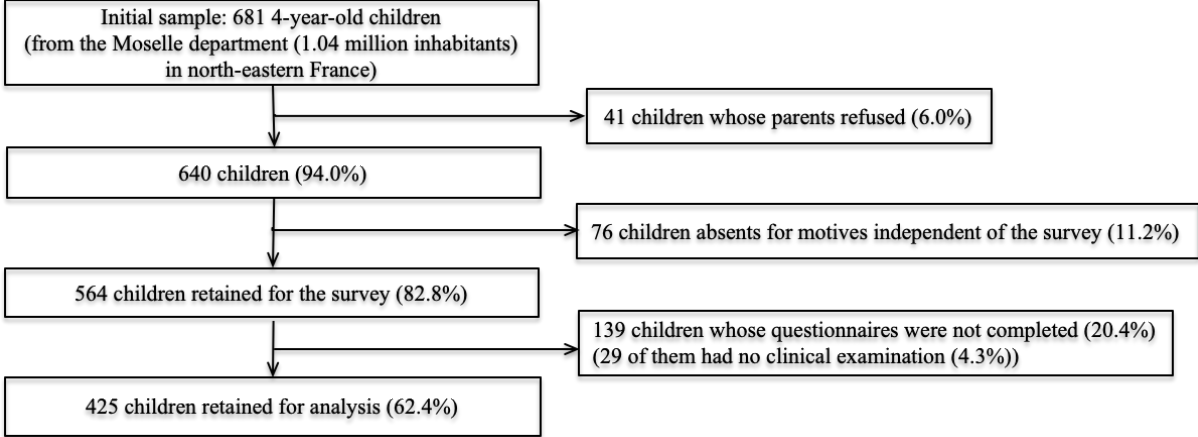 Initial sample: 681 4-year-old children
(from the Moselle department (1.04 million inhabitants)
in north-eastern France)
41 children whose parents refused (6.0%)
640 children (94.0%)
76 children absents for motives independent of the survey (11.2%)
564 children retained for the survey (82.8%)
139 children whose questionnaires were not completed (20.4%)
(29 of them had no clinical examination (4.3%))
425 children retained for analysis (62.4%)